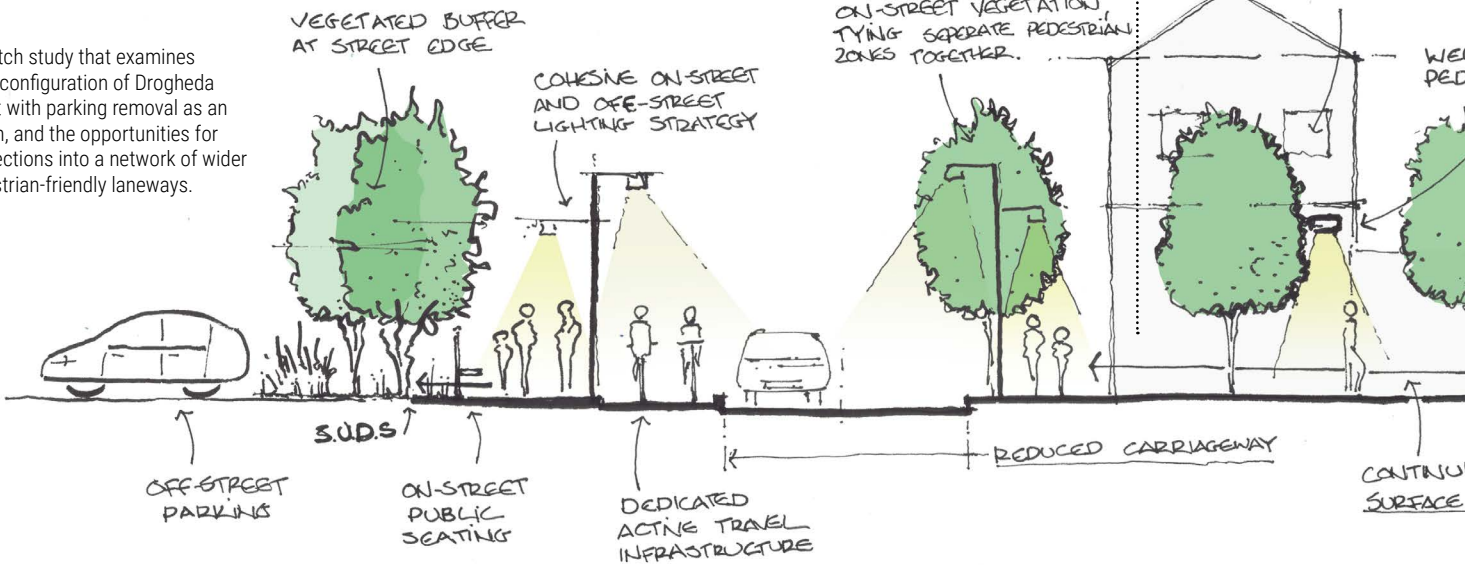 tch study that examines
configuration of Drogheda
with parking removal as an
and the opportunities for
ections into a network of wider
strian-friendly laneways.
VEGETATED BUFFER
AT STREET EDGE
COHESIVE ON-STREET
AND OFF-STREET
LIGHTING STRATEGY
ON-STREET VEGETATION,
TYING SEPERATE PEDESTRIAN
ZONES TOGETHER.
WEL
PED
S.U.D.S
OFF-STREET
PARKING
ON-STREET
PUBLIC
SEATING
DEDICATED
ACTIVE TRAVEL
INFRASTRUCTURE
REDUCED CARRIAGEWAY
CONTINU
SURFACE